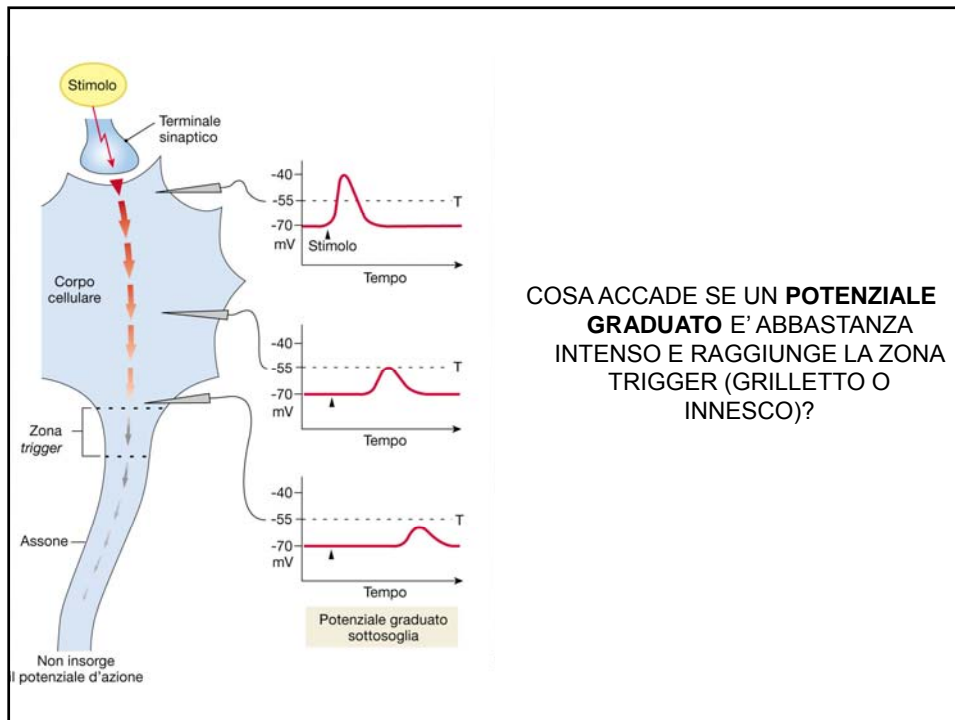 Stimolo
Terminale
sinaptico
Corpo
cellulare
Zona
trigger
Assone
Non insorge
il potenziale d'azione
-40
-55
T
-70
mV
Stimolo
Tempo
-40
-55
T
-70
mV
Tempo
-40
-55
T
-70
mV
Tempo
Potenziale graduato
sottosoglia
COSA ACCADE SE UN POTENZIALE
GRADUATO E' ABBASTANZA
INTENSO E RAGGIUNGE LA ZONA
TRIGGER (GRILLETTO O
INNESCO)?